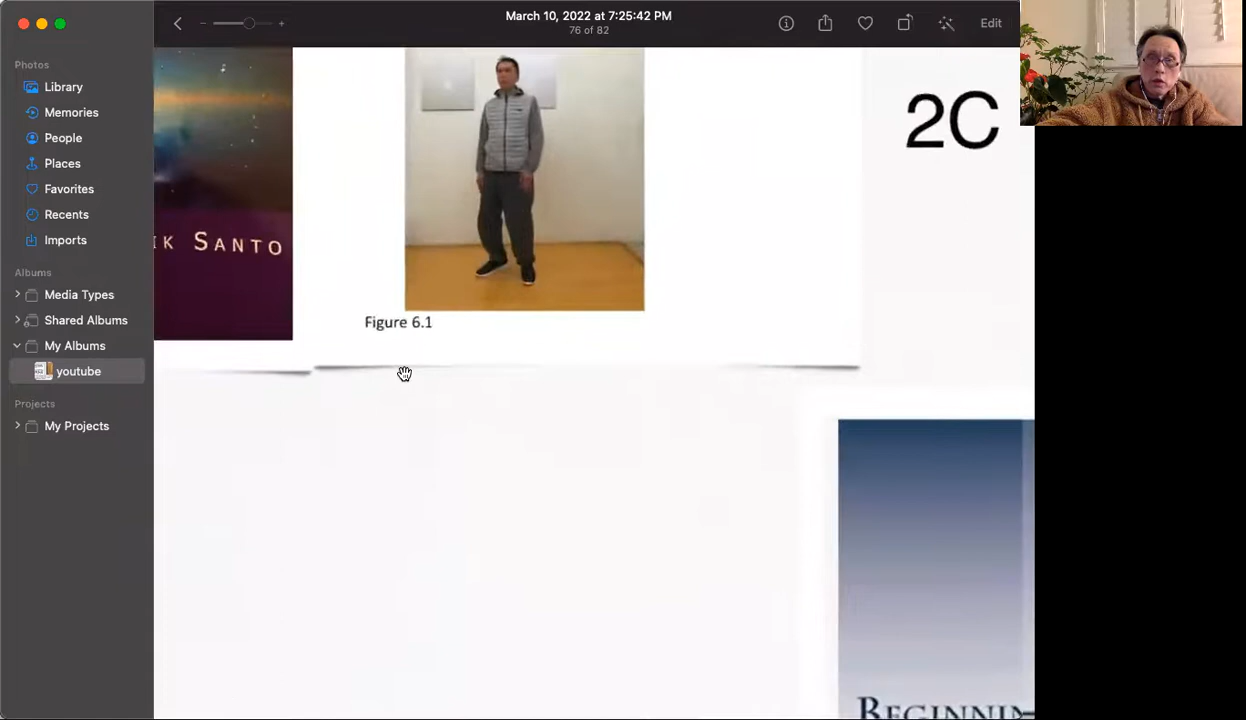 March 10, 2022 at 7:25:42 PM
76 of 82
Edit
Photos
Library
Memories
People
Places
Favorites
Recents
Imports
Albums
Media Types
Shared Albums
My Albums
youtube
Projects
My Projects
IK SANTO
Figure 6.1
2C